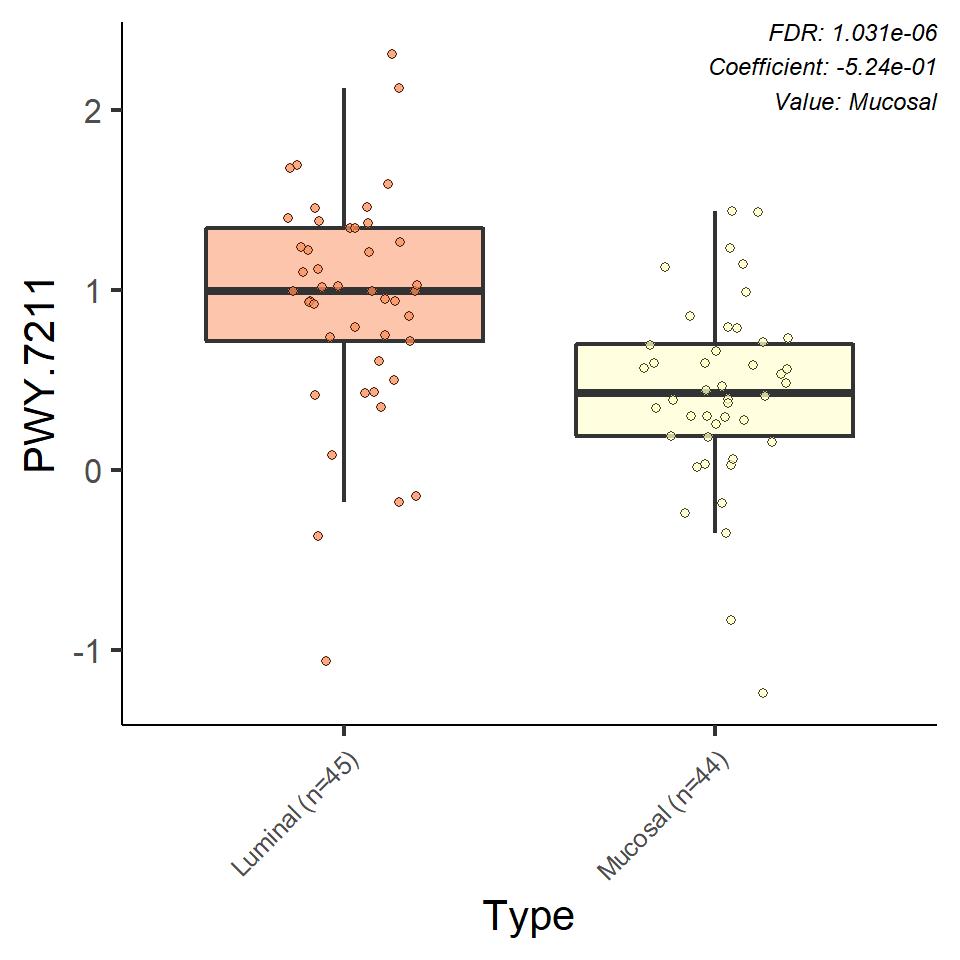 FDR: 1.031e-06
Coefficient: -5.24e-01
Value: Mucosal
PWY.7211
2
1
0
-1
Luminal (n=45)
Mucosal (n=44)
Type